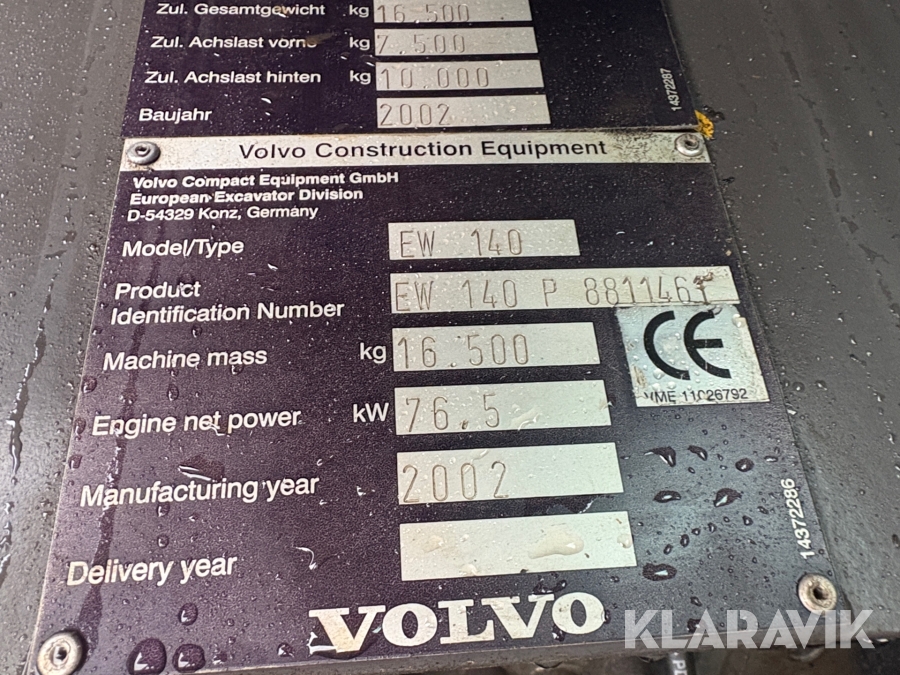 Zul. Gesamtgewicht kg 16.500
Zul. Achslast vorne kg 7.500
Zul. Achslast hinten kg 10.000
Baujahr 2002
14372287
Volvo Construction Equipment
Volvo Compact Equipment GmbH
European Excavator Division
D-54329 Konz, Germany
Model/Type EW 140
Product
Identification Number EW 140 P 8811461
Machine mass kg 16.500
CE
VME 11026792
Engine net power kW 76.5
Manufacturing year 2002
Delivery year
14372286
VOLVO
KLARAVIK